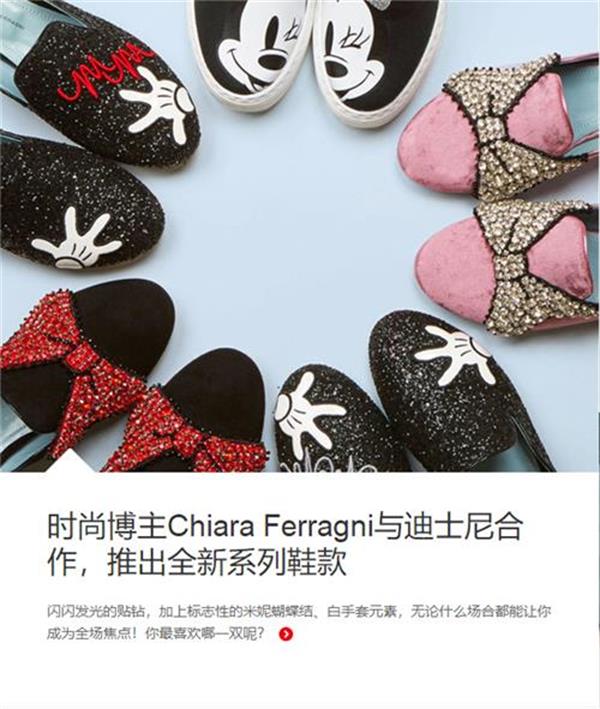 时尚博主Chiara Ferragni与迪士尼合
作，推出全新系列鞋款
闪闪发光的贴钻，加上标志性的米妮蝴蝶结、白手套元素，无论什么场合都能让你
成为全场焦点！你最喜欢哪一双呢？